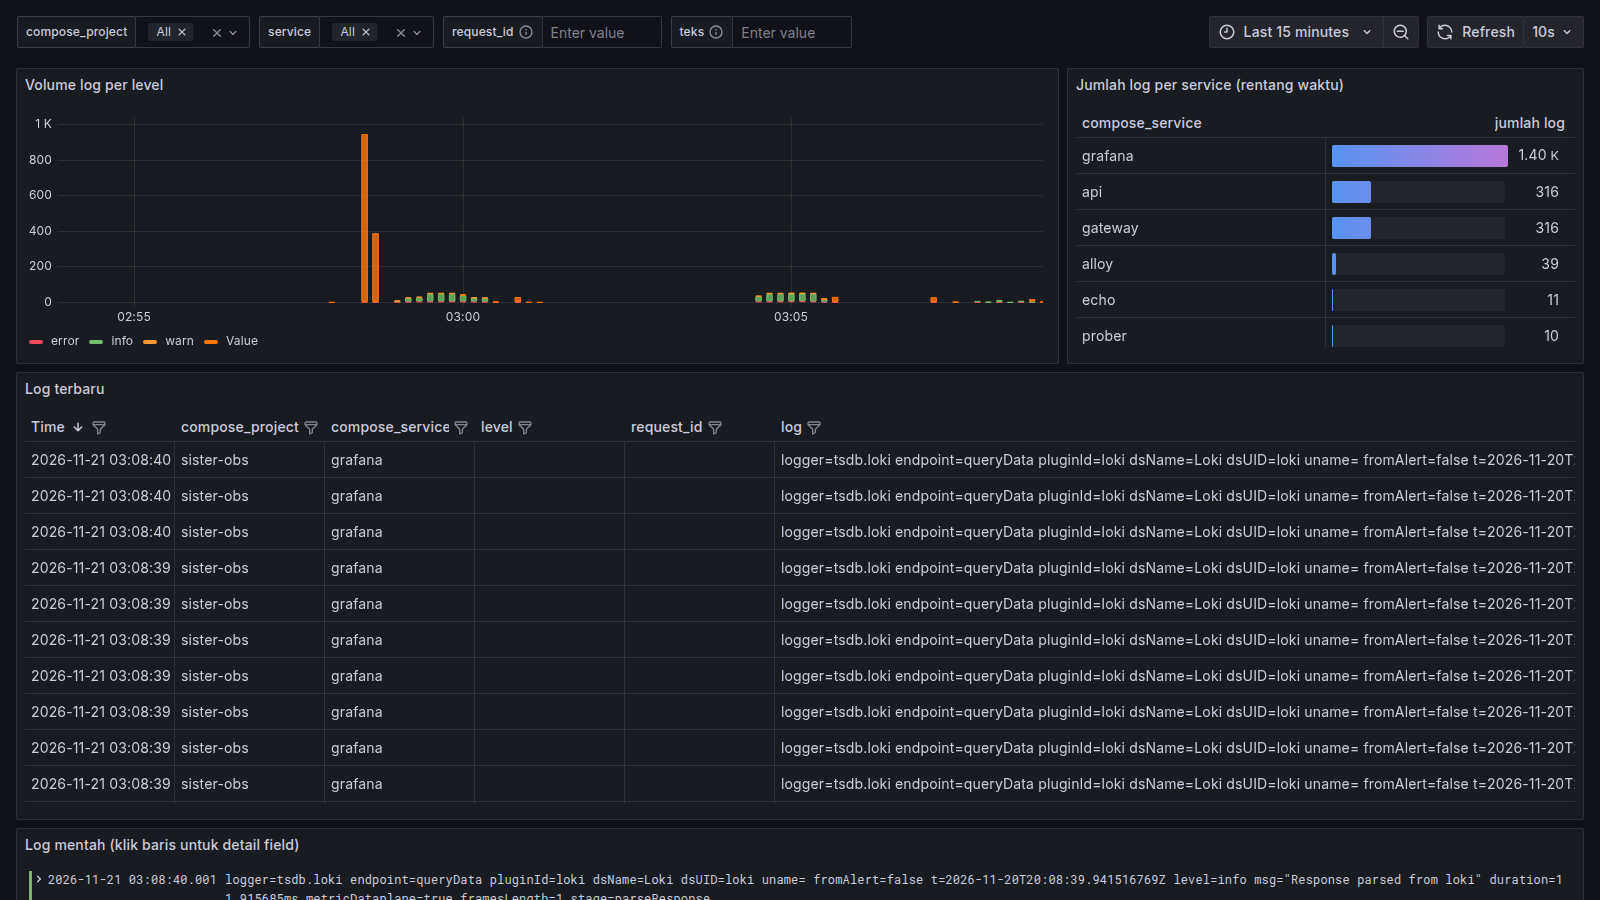 compose_project All service All request_id Enter value teks Enter value Last 15 minutes Refresh 10s
Volume log per level
1 K
800
600
400
200
0
02:55 03:00 03:05
error info warn Value
Jumlah log per service (rentang waktu)
compose_service jumlah log
grafana 1.40 K
api 316
gateway 316
alloy 39
echo 11
prober 10
Log terbaru
Time compose_project compose_service level request_id log
2026-11-21 03:08:40 sister-obs grafana logger=tsdb.loki endpoint=queryData pluginId=loki dsName=Loki dsUID=loki uname= fromAlert=false t=2026-11-20T
2026-11-21 03:08:40 sister-obs grafana logger=tsdb.loki endpoint=queryData pluginId=loki dsName=Loki dsUID=loki uname= fromAlert=false t=2026-11-20T
2026-11-21 03:08:40 sister-obs grafana logger=tsdb.loki endpoint=queryData pluginId=loki dsName=Loki dsUID=loki uname= fromAlert=false t=2026-11-20T
2026-11-21 03:08:39 sister-obs grafana logger=tsdb.loki endpoint=queryData pluginId=loki dsName=Loki dsUID=loki uname= fromAlert=false t=2026-11-20T
2026-11-21 03:08:39 sister-obs grafana logger=tsdb.loki endpoint=queryData pluginId=loki dsName=Loki dsUID=loki uname= fromAlert=false t=2026-11-20T
2026-11-21 03:08:39 sister-obs grafana logger=tsdb.loki endpoint=queryData pluginId=loki dsName=Loki dsUID=loki uname= fromAlert=false t=2026-11-20T
2026-11-21 03:08:39 sister-obs grafana logger=tsdb.loki endpoint=queryData pluginId=loki dsName=Loki dsUID=loki uname= fromAlert=false t=2026-11-20T
2026-11-21 03:08:39 sister-obs grafana logger=tsdb.loki endpoint=queryData pluginId=loki dsName=Loki dsUID=loki uname= fromAlert=false t=2026-11-20T
2026-11-21 03:08:39 sister-obs grafana logger=tsdb.loki endpoint=queryData pluginId=loki dsName=Loki dsUID=loki uname= fromAlert=false t=2026-11-20T
2026-11-21 03:08:39 sister-obs grafana logger=tsdb.loki endpoint=queryData pluginId=loki dsName=Loki dsUID=loki uname= fromAlert=false t=2026-11-20T
Log mentah (klik baris untuk detail field)
2026-11-21 03:08:40.001 logger=tsdb.loki endpoint=queryData pluginId=loki dsName=Loki dsUID=loki uname= fromAlert=false t=2026-11-20T20:08:39.941516769Z level=info msg="Response parsed from loki" duration=1
1.915685ms metricDataplane=true framesLength=1 stage=parseResponse